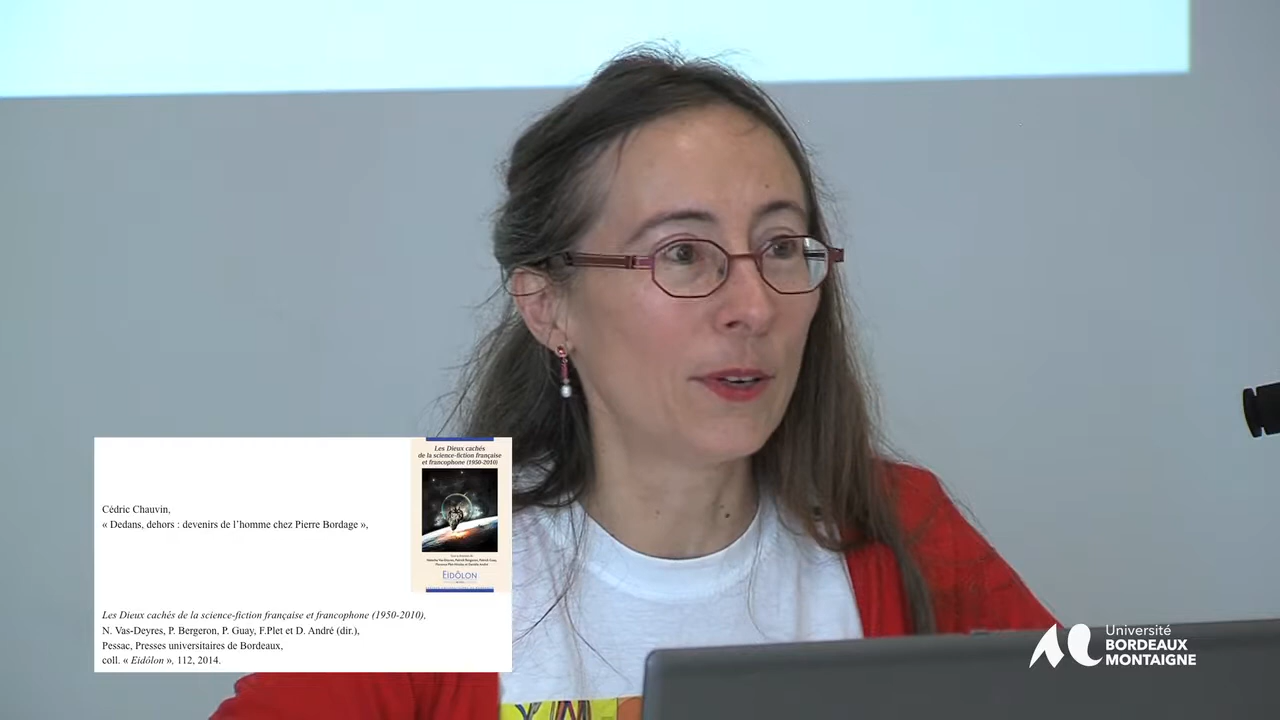 Cédric Chauvin,
« Dedans, dehors : devenirs de l'homme chez Pierre Bordage »,
Les Dieux cachés
de la science-fiction française
et francophone (1950-2010)
EIDÔLON
Les Dieux cachés de la science-fiction française et francophone (1950-2010),
N. Vas-Deyres, P. Bergeron, P. Guay, F.Plet et D. André (dir.),
Pessac, Presses universitaires de Bordeaux,
coll. « Eidôlon », 112, 2014.
Université
BORDEAUX
MONTAIGNE